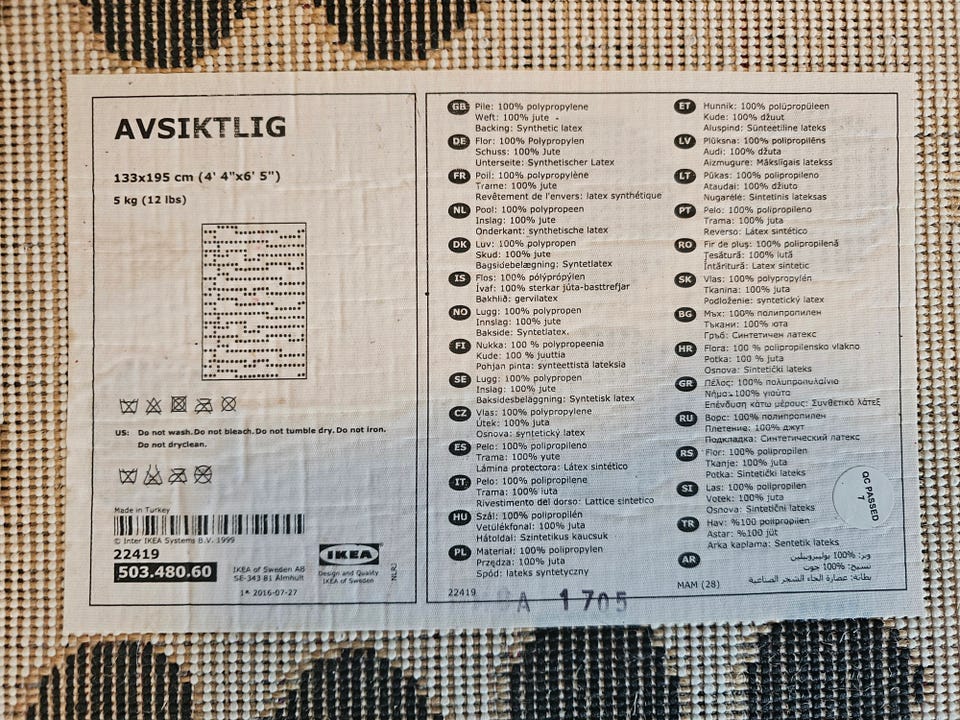 AVSIKTLIG
133x195 cm (4' 4"x6' 5")
5 kg (12 lbs)
US: Do not wash. Do not bleach. Do not tumble dry. Do not iron.
Do not dryclean.
Made in Turkey
© Inter IKEA Systems B.V. 1999
22419
503.480.60
IKEA of Sweden AB
SE-343 81 Älmhult
1* 2016-07-27
IKEA®
Design and Quality
IKEA of Sweden
GB Pile: 100% polypropylene
Weft: 100% jute
Backing: Synthetic latex
DE Flor: 100% Polypropylen
Schuss: 100% Jute
Unterseite: Synthetischer Latex
FR Poil: 100% polypropylène
Trame: 100% jute
Revêtement de l'envers: latex synthétique
NL Pool: 100% polypropeen
Inslag: 100% jute
Onderkant: synthetische latex
DK Luv: 100% polypropen
Skud: 100% jute
Bagsidebelægning: Syntetlatex
IS Flos: 100% pólýprópýlen
Ívaf: 100% sterkar júta-basttrefjar
Bakhlið: gervilatex
NO Lugg: 100% polypropen
Innslag: 100% jute
Bakside: Syntetlatex.
FI Nukka: 100 % polypropeenia
Kude: 100 % juuttia
Pohjan pinta: synteettista lateksia
SE Lugg: 100% polypropen
Inslag: 100% jute
Baksidesbeläggning: Syntetisk latex
CZ Vlas: 100% polypropylene
Útek: 100% juta
Osnova: syntetický latex
ES Pelo: 100% polipropileno
Trama: 100% yute
Lámina protectora: Látex sintético
IT Pelo: 100% polipropilene
Trama: 100% iuta
Rivestimento del dorso: Lattice sintetico
HU Szál: 100% polipropilén
Vetülékfonal: 100% juta
Hátoldal: Szintetikus kaucsuk
PL Material: 100% polipropylen
Przędza: 100% juta
Spód: lateks syntetyczny
22419
ET Hunnik: 100% polüpropüleen
Kude: 100% džuut
Aluspind: Sünteetiline lateks
LV Plūksna: 100% polipropilēns
Audi: 100% džuta
Aizmugure: Mākslīgais latekss
LT Pūkas: 100% polipropileno
Ataudai: 100% džiuto
Nugarėlė: Sintetinis lateksas
PT Pelo: 100% polipropileno
Trama: 100% juta
Reverso: Látex sintético
RO Fir de pluş: 100% polipropilenă
Ţesătură: 100% iută
Întăritură: Latex sintetic
SK Vlas: 100% polypropylén
Tkanina: 100% juta
Podloženie: syntetický latex
BG Мъх: 100% полипропилен
Тъкани: 100% юта
Гръб: Синтетичен латекс
HR Flora: 100 % polipropilensko vlakno
Potka: 100 % juta
Osnova: Sintetički lateks
GR Πέλος: 100% πολυπροπυλαίνιο
Νήμα: 100% γιούτα
Επένδυση κάτω μέρους: Συνθετικό λάτεξ
RU Ворс: 100% полипропилен
Плетение: 100% джут
Подкладка: Синтетический латекс
RS Flor: 100% polipropilen
Tkanje: 100% juta
Potka: Sintetički lateks
SI Las: 100% polipropilen
Votek: 100% juta
Osnova: Sintetični lateks
TR Hav: %100 polipropilen
Astar: %100 jüt
Arka kaplama: Sentetik lateks
AR وبر: 100% بوليبروبيلين
نسيج: 100% جوت
بطانة: عصارة الحاء الشجر الصناعية
MAM (28)
QC PASSED
7
A 1705